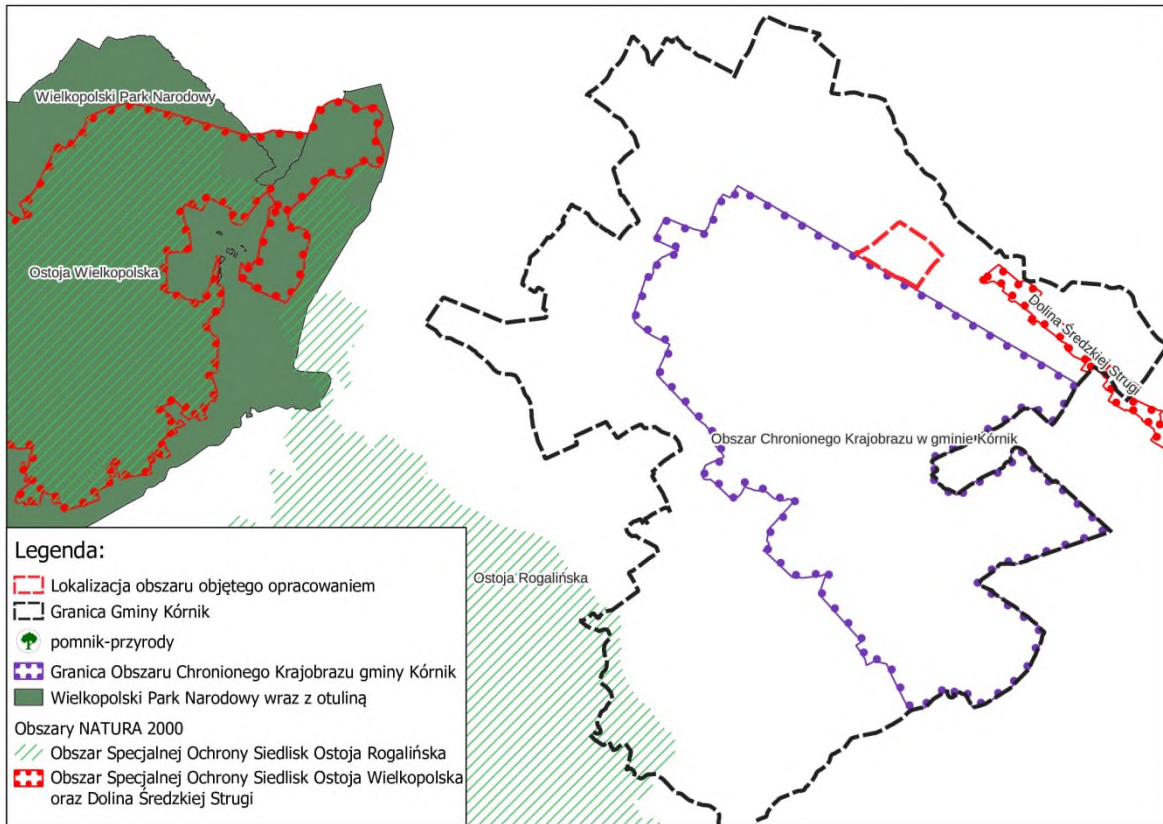 Wielkopolski Park Narodowy
Ostoja Wielkopolska
Dolina Średzkiej Strugi
Obszar Chronionego Krajobrazu w gminie Kórnik
Ostoja Rogalińska
Legenda:
Lokalizacja obszaru objętego opracowaniem
Granica Gminy Kórnik
pomnik-przyrody
Granica Obszaru Chronionego Krajobrazu gminy Kórnik
Wielkopolski Park Narodowy wraz z otuliną
Obszary NATURA 2000
Obszar Specjalnej Ochrony Siedlisk Ostoja Rogalińska
Obszar Specjalnej Ochrony Siedlisk Ostoja Wielkopolska
oraz Dolina Średzkiej Strugi